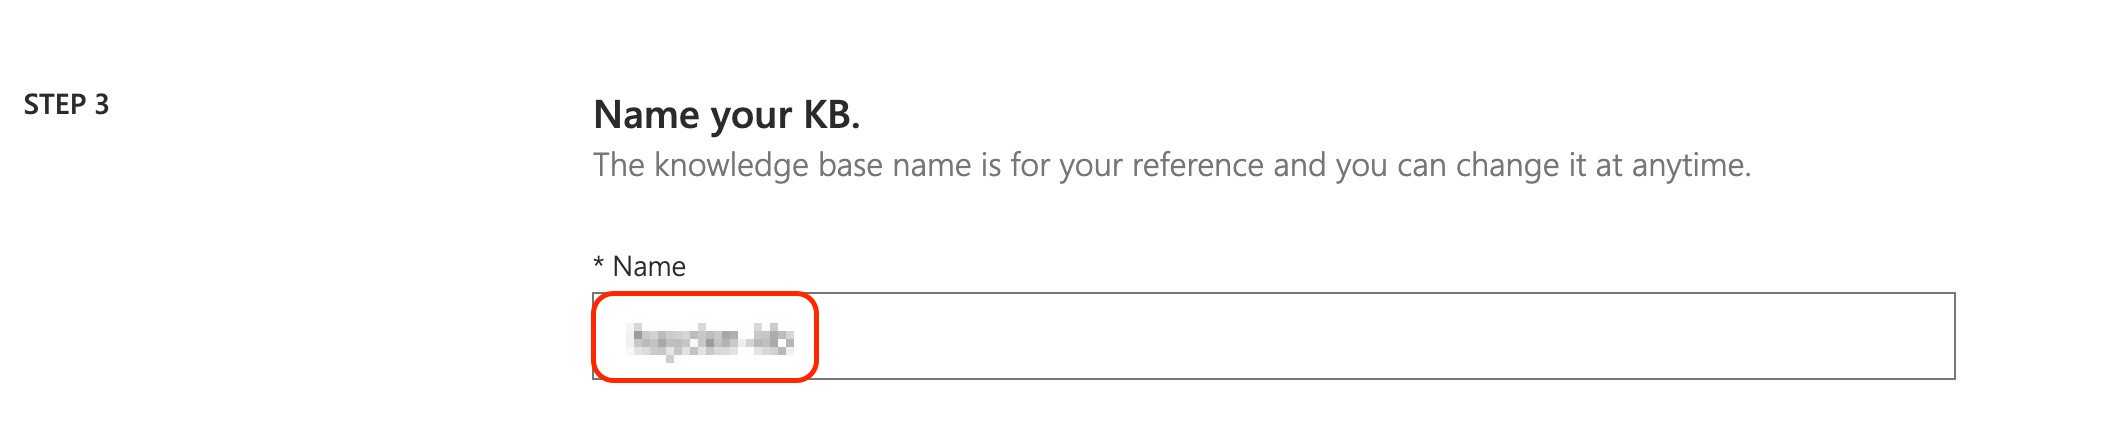 STEP 3
Name your KB.
The knowledge base name is for your reference and you can change it at anytime.
* Name